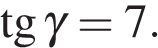 tg γ = 7.